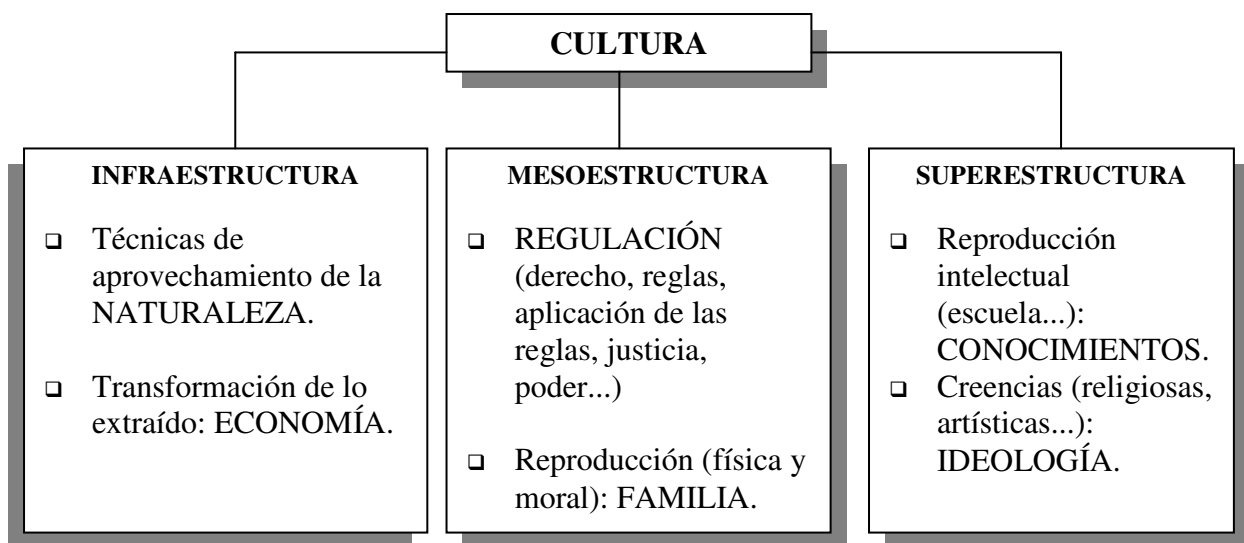 CULTURA
INFRAESTRUCTURA
❑ Técnicas de
aprovechamiento de la
NATURALEZA.
❑ Transformación de lo
extraído: ECONOMÍA.
MESOESTRUCTURA
❑ REGULACIÓN
(derecho, reglas,
aplicación de las
reglas, justicia,
poder...)
❑ Reproducción (física y
moral): FAMILIA.
SUPERESTRUCTURA
❑ Reproducción
intelectual
(escuela...):
CONOCIMIENTOS.
❑ Creencias (religiosas,
artísticas...):
IDEOLOGÍA.